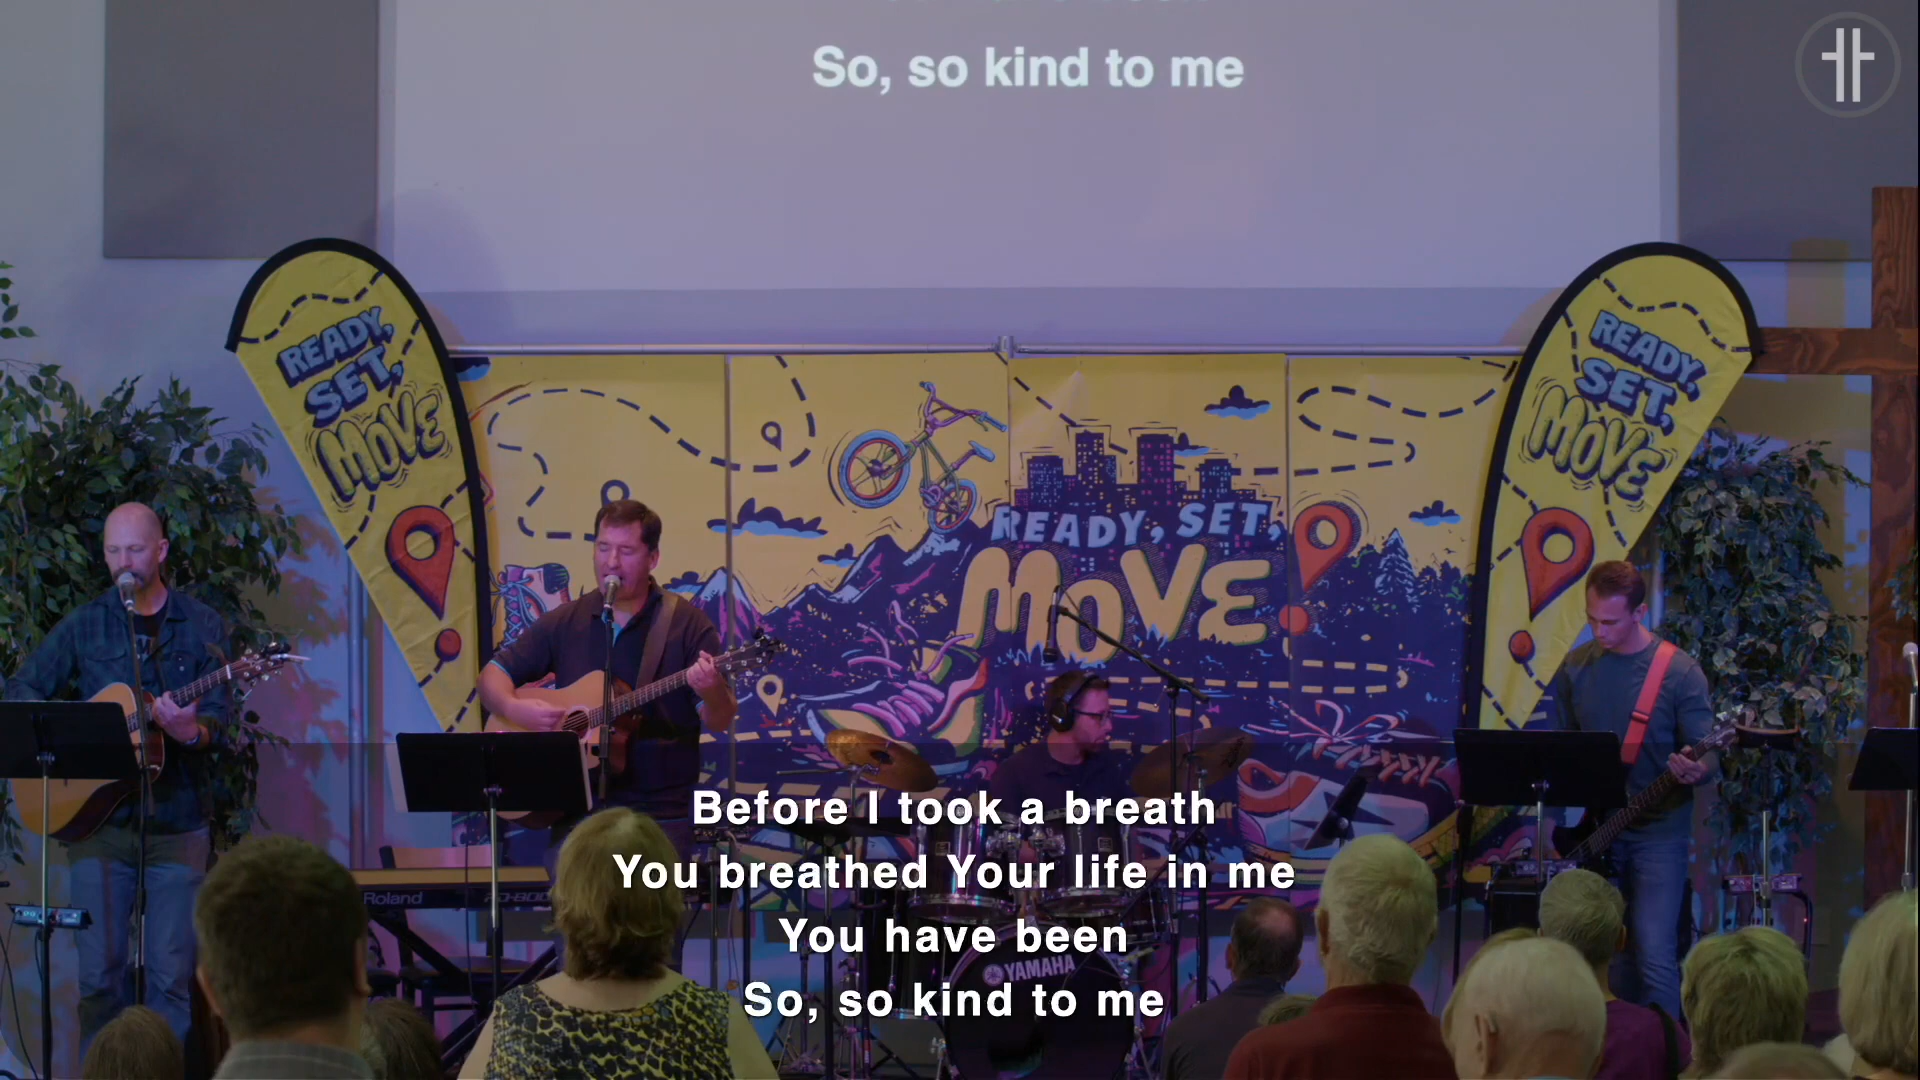 So, so kind to me
READY,
SET,
MOVE
READY,
SET,
MOVE
READY, SET,
MOVE
Before I took a breath
You breathed Your life in me
You have been
So, so kind to me
Roland
YAMAHA